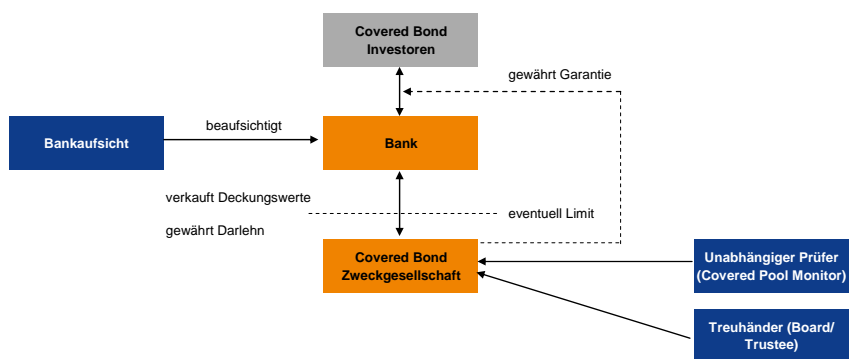 Covered Bond
Investoren
gewährt Garantie
beaufsichtigt
Bankaufsicht
Bank
verkauft Deckungswerte
eventuell Limit
gewährt Darlehn
Covered Bond
Zweckgesellschaft
Unabhängiger Prüfer
(Covered Pool Monitor)
Treuhänder (Board/
Trustee)